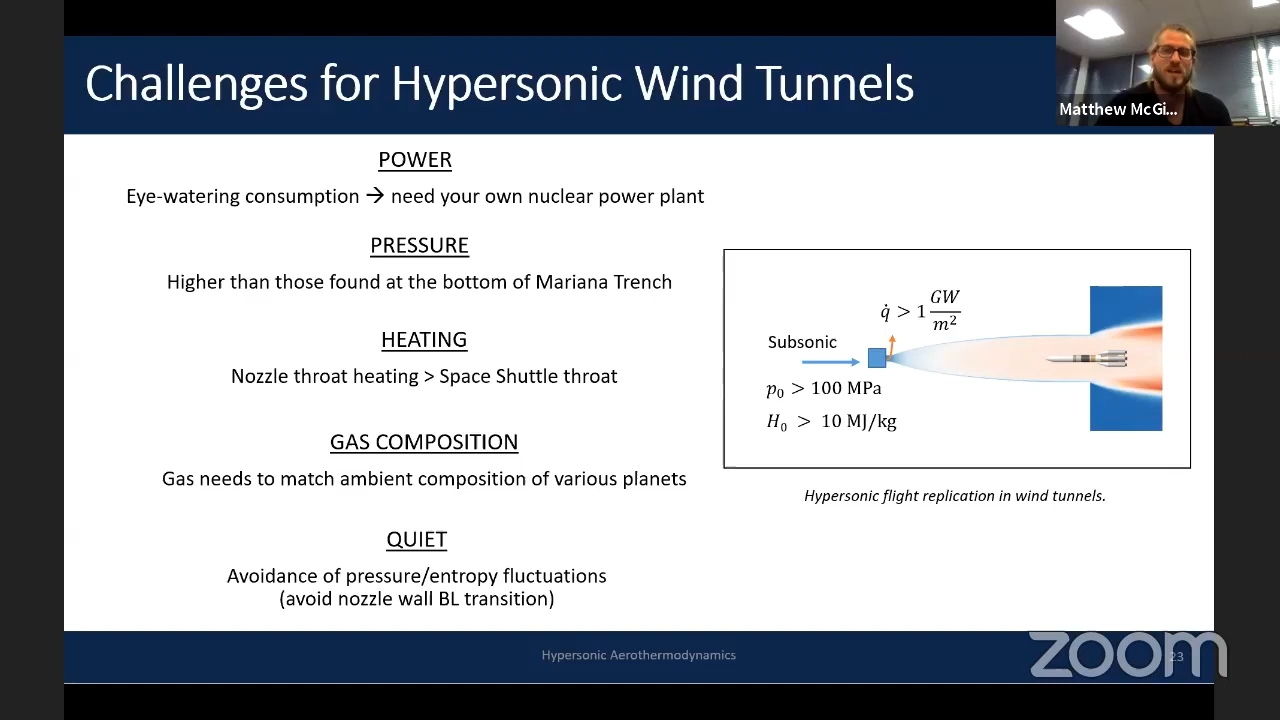 Challenges for Hypersonic Wind Tunnels
Matthew McGi...
POWER
Eye-watering consumption → need your own nuclear power plant
PRESSURE
Higher than those found at the bottom of Mariana Trench
HEATING
Nozzle throat heating > Space Shuttle throat
GAS COMPOSITION
Gas needs to match ambient composition of various planets
QUIET
Avoidance of pressure/entropy fluctuations
(avoid nozzle wall BL transition)
q̇ > 1 GW/m²
Subsonic
p₀ > 100 MPa
H₀ > 10 MJ/kg
Hypersonic flight replication in wind tunnels.
Hypersonic Aerothermodynamics
23
zoom